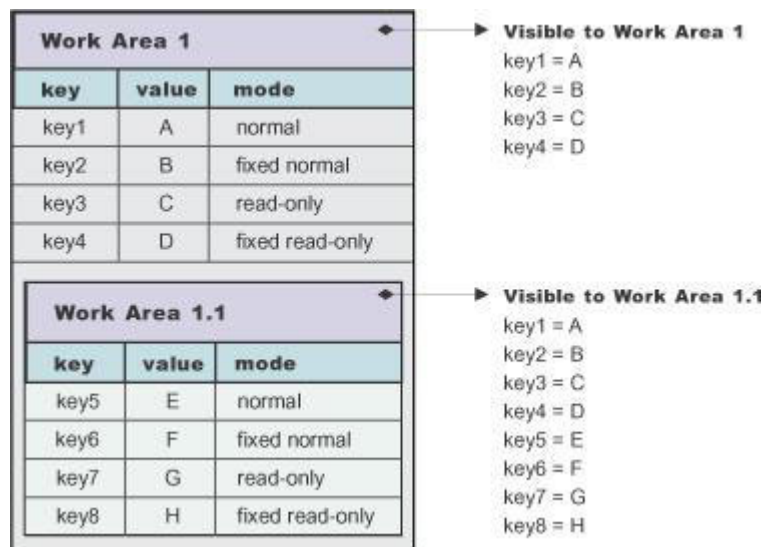 Work Area 1
key value mode
key1 A normal
key2 B fixed normal
key3 C read-only
key4 D fixed read-only
Visible to Work Area 1
key1 = A
key2 = B
key3 = C
key4 = D
Work Area 1.1
key value mode
key5 E normal
key6 F fixed normal
key7 G read-only
key8 H fixed read-only
Visible to Work Area 1.1
key1 = A
key2 = B
key3 = C
key4 = D
key5 = E
key6 = F
key7 = G
key8 = H